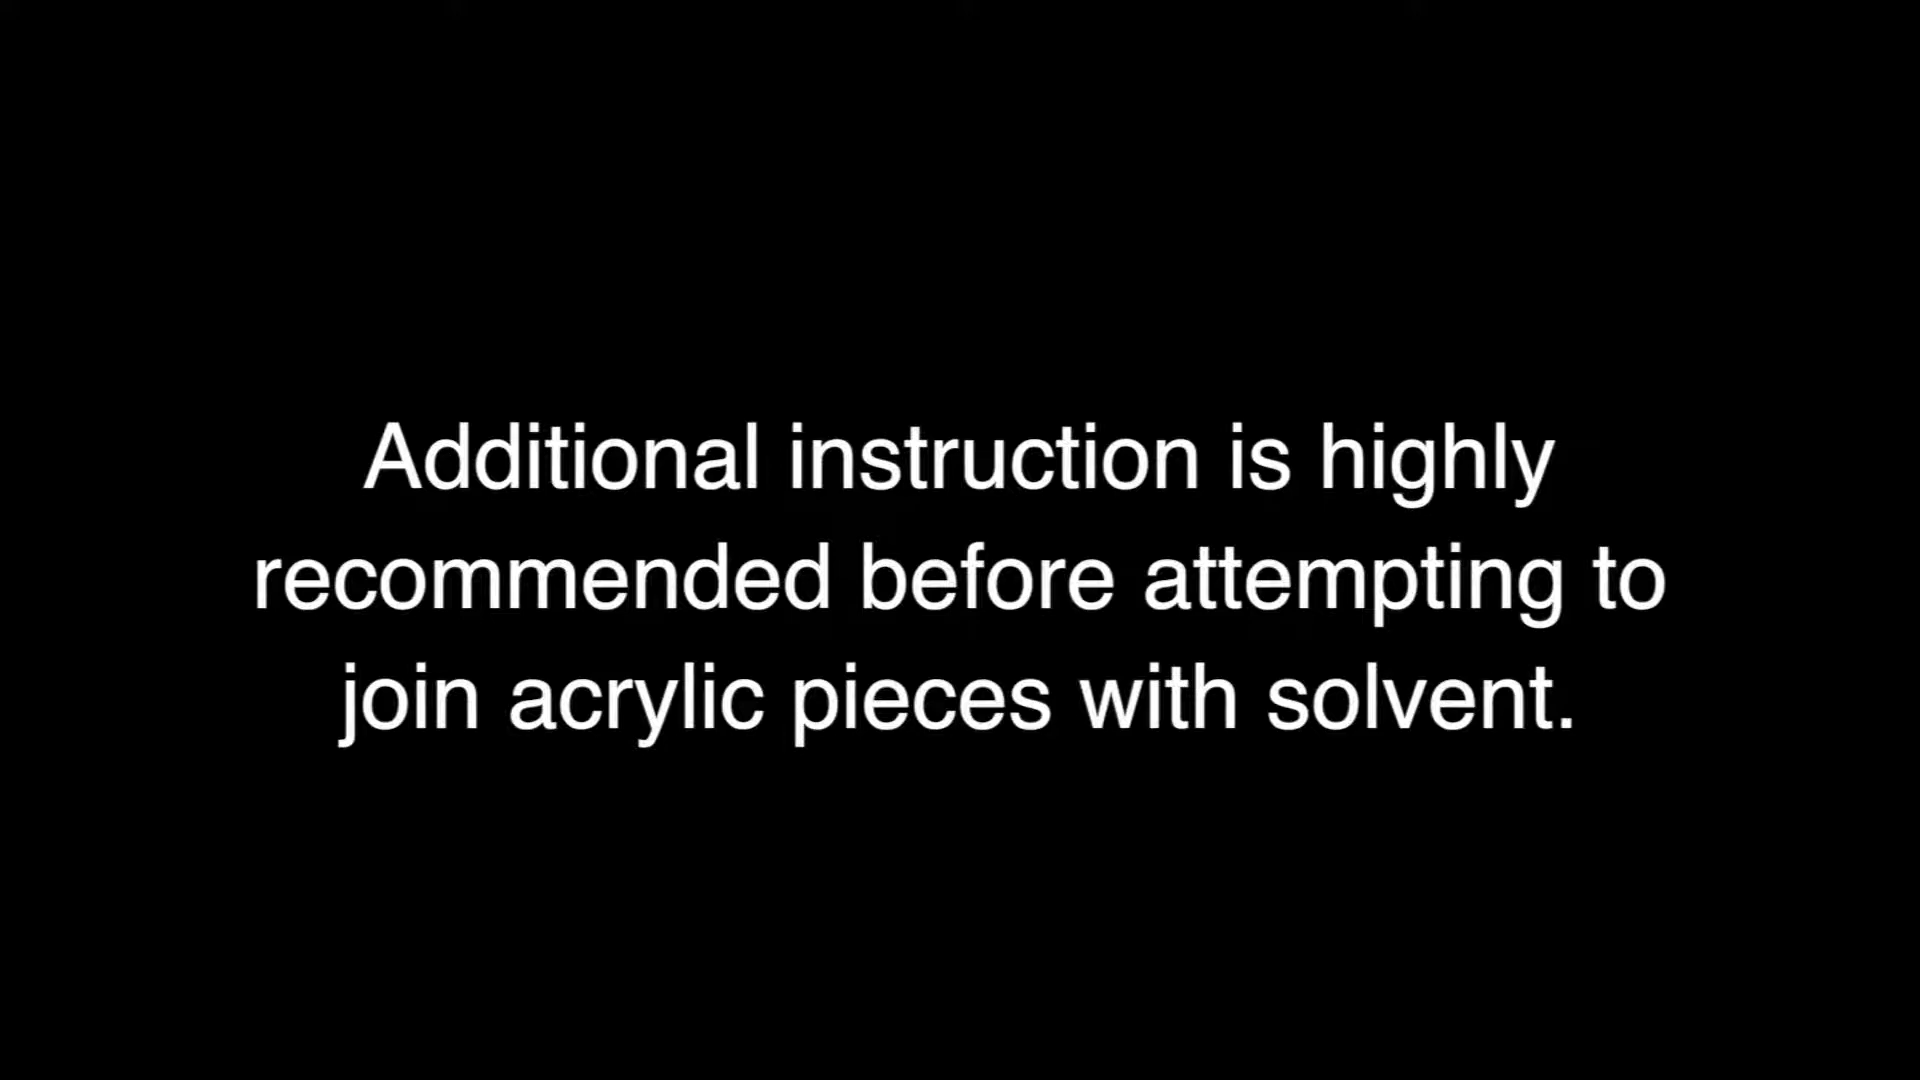 Additional instruction is highly
recommended before attempting to
join acrylic pieces with solvent.